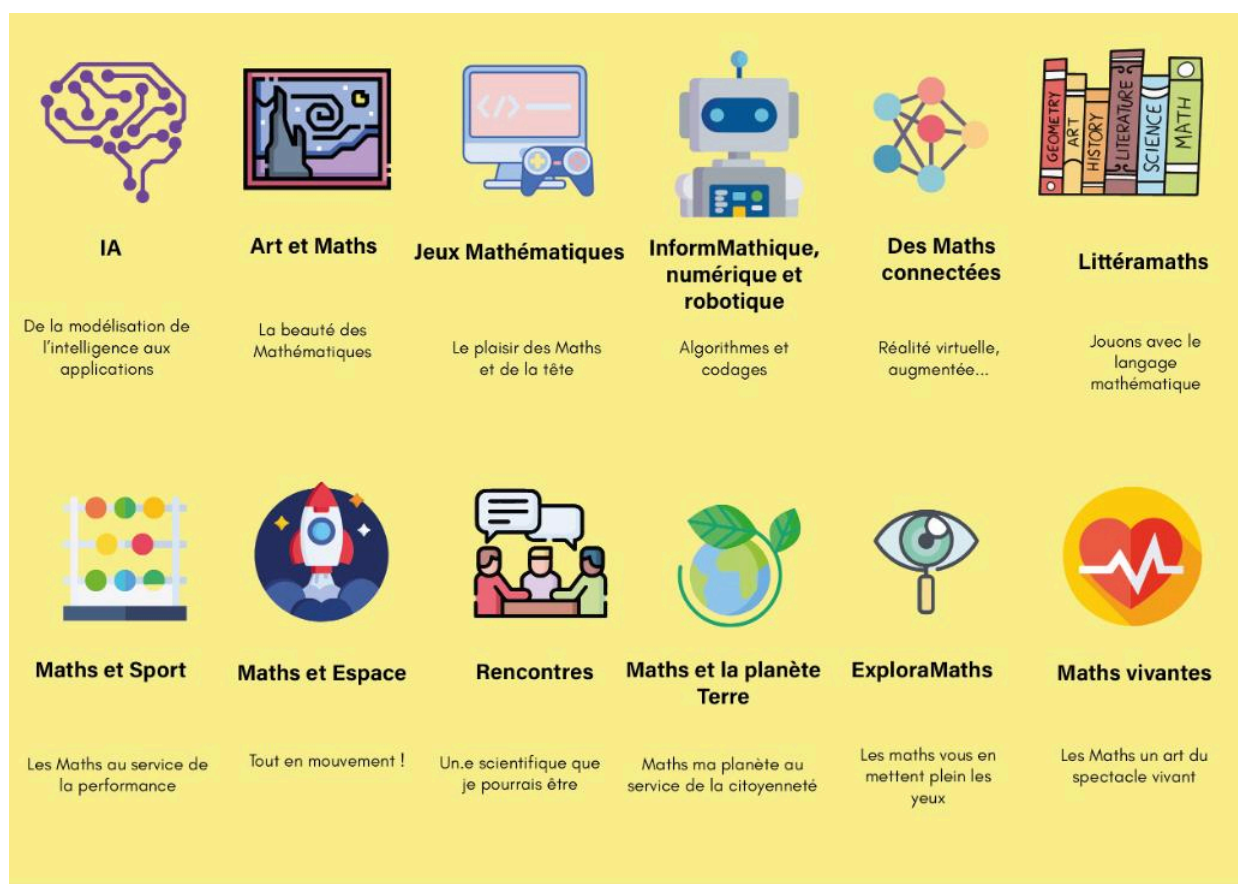 </>
GEOMETRY
ART
HISTORY
LITERATURE
SCIENCE
MATH
IA
De la modélisation de
l'intelligence aux
applications
Art et Maths
La beauté des
Mathématiques
Jeux Mathématiques
Le plaisir des Maths
et de la tête
InformMathique,
numérique et
robotique
Algorithmes et
codages
Des Maths
connectées
Réalité virtuelle,
augmentée...
Littéramaths
Jouons avec le
langage
mathématique
Maths et Sport
Les Maths au service de
la performance
Maths et Espace
Tout en mouvement !
Rencontres
Un.e scientifique que
je pourrais être
Maths et la planète
Terre
Maths ma planète au
service de la citoyenneté
ExploraMaths
Les maths vous en
mettent plein les
yeux
Maths vivantes
Les Maths un art du
spectacle vivant